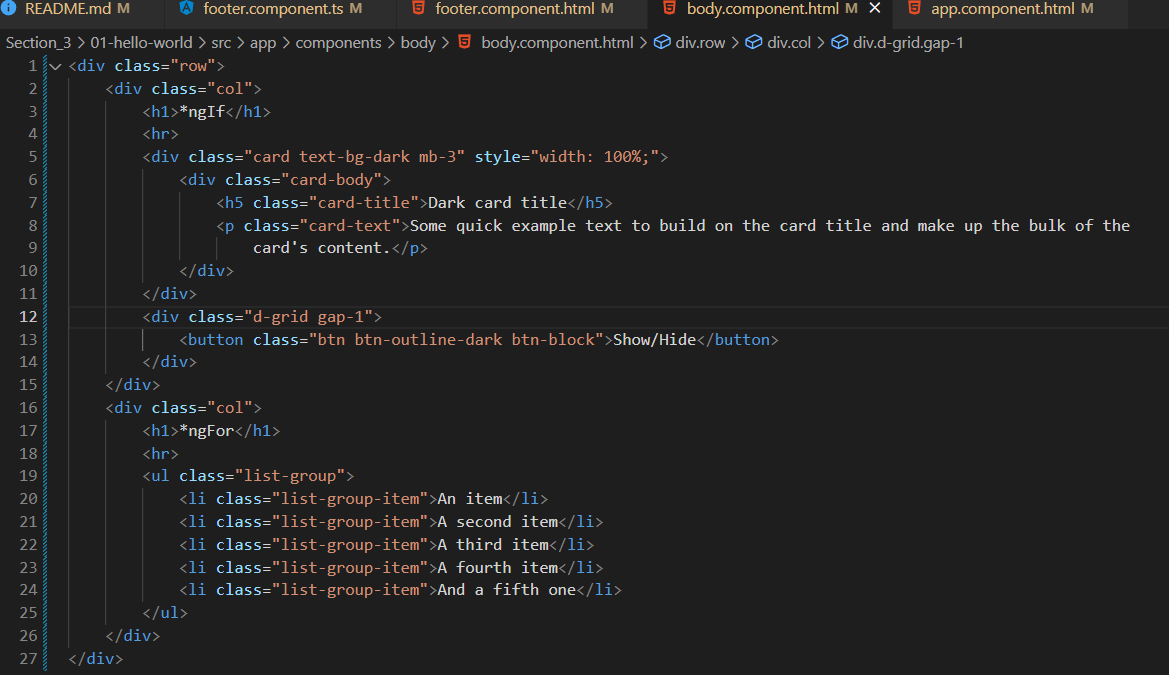 README.md M footer.component.ts M footer.component.html M body.component.html M × app.component.html M
Section_3 > 01-hello-world > src > app > components > body > body.component.html > div.row > div.col > div.d-grid.gap-1
1 <div class="row">
2 <div class="col">
3 <h1>*ngIf</h1>
4 <hr>
5 <div class="card text-bg-dark mb-3" style="width: 100%;">
6 <div class="card-body">
7 <h5 class="card-title">Dark card title</h5>
8 <p class="card-text">Some quick example text to build on the card title and make up the bulk of the
9 card's content.</p>
10 </div>
11 </div>
12 <div class="d-grid gap-1">
13 <button class="btn btn-outline-dark btn-block">Show/Hide</button>
14 </div>
15 </div>
16 <div class="col">
17 <h1>*ngFor</h1>
18 <hr>
19 <ul class="list-group">
20 <li class="list-group-item">An item</li>
21 <li class="list-group-item">A second item</li>
22 <li class="list-group-item">A third item</li>
23 <li class="list-group-item">A fourth item</li>
24 <li class="list-group-item">And a fifth one</li>
25 </ul>
26 </div>
27 </div>